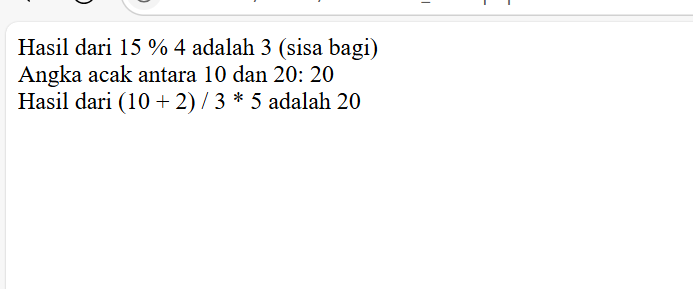 Hasil dari 15 % 4 adalah 3 (sisa bagi)
Angka acak antara 10 dan 20: 20
Hasil dari (10 + 2) / 3 * 5 adalah 20